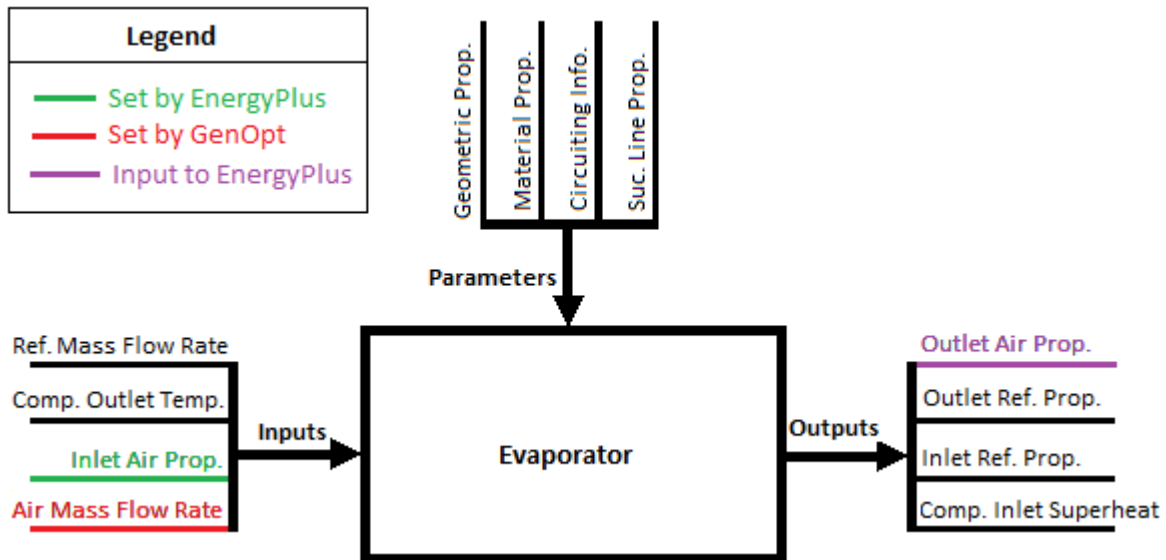 Legend
Set by EnergyPlus
Set by GenOpt
Input to EnergyPlus
Geometric Prop.
Material Prop.
Circuiting Info.
Suc. Line Prop.
Parameters
Ref. Mass Flow Rate
Comp. Outlet Temp.
Inlet Air Prop.
Air Mass Flow Rate
Inputs
Evaporator
Outputs
Outlet Air Prop.
Outlet Ref. Prop.
Inlet Ref. Prop.
Comp. Inlet Superheat